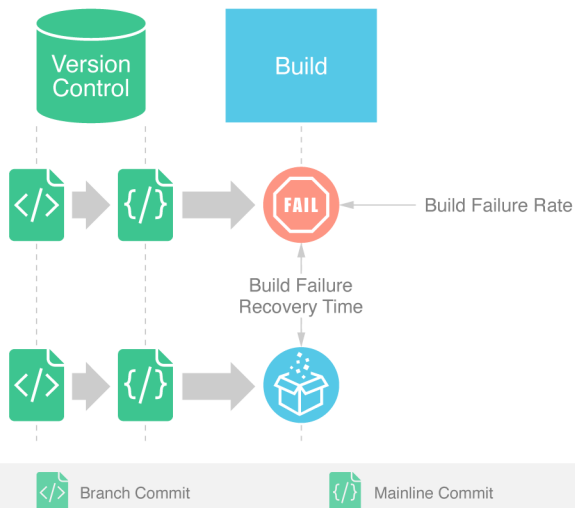 Version
Control
Build
</>
{/}
FAIL
Build Failure Rate
Build Failure
Recovery Time
</>
{/}
</>
Branch Commit
{/}
Mainline Commit